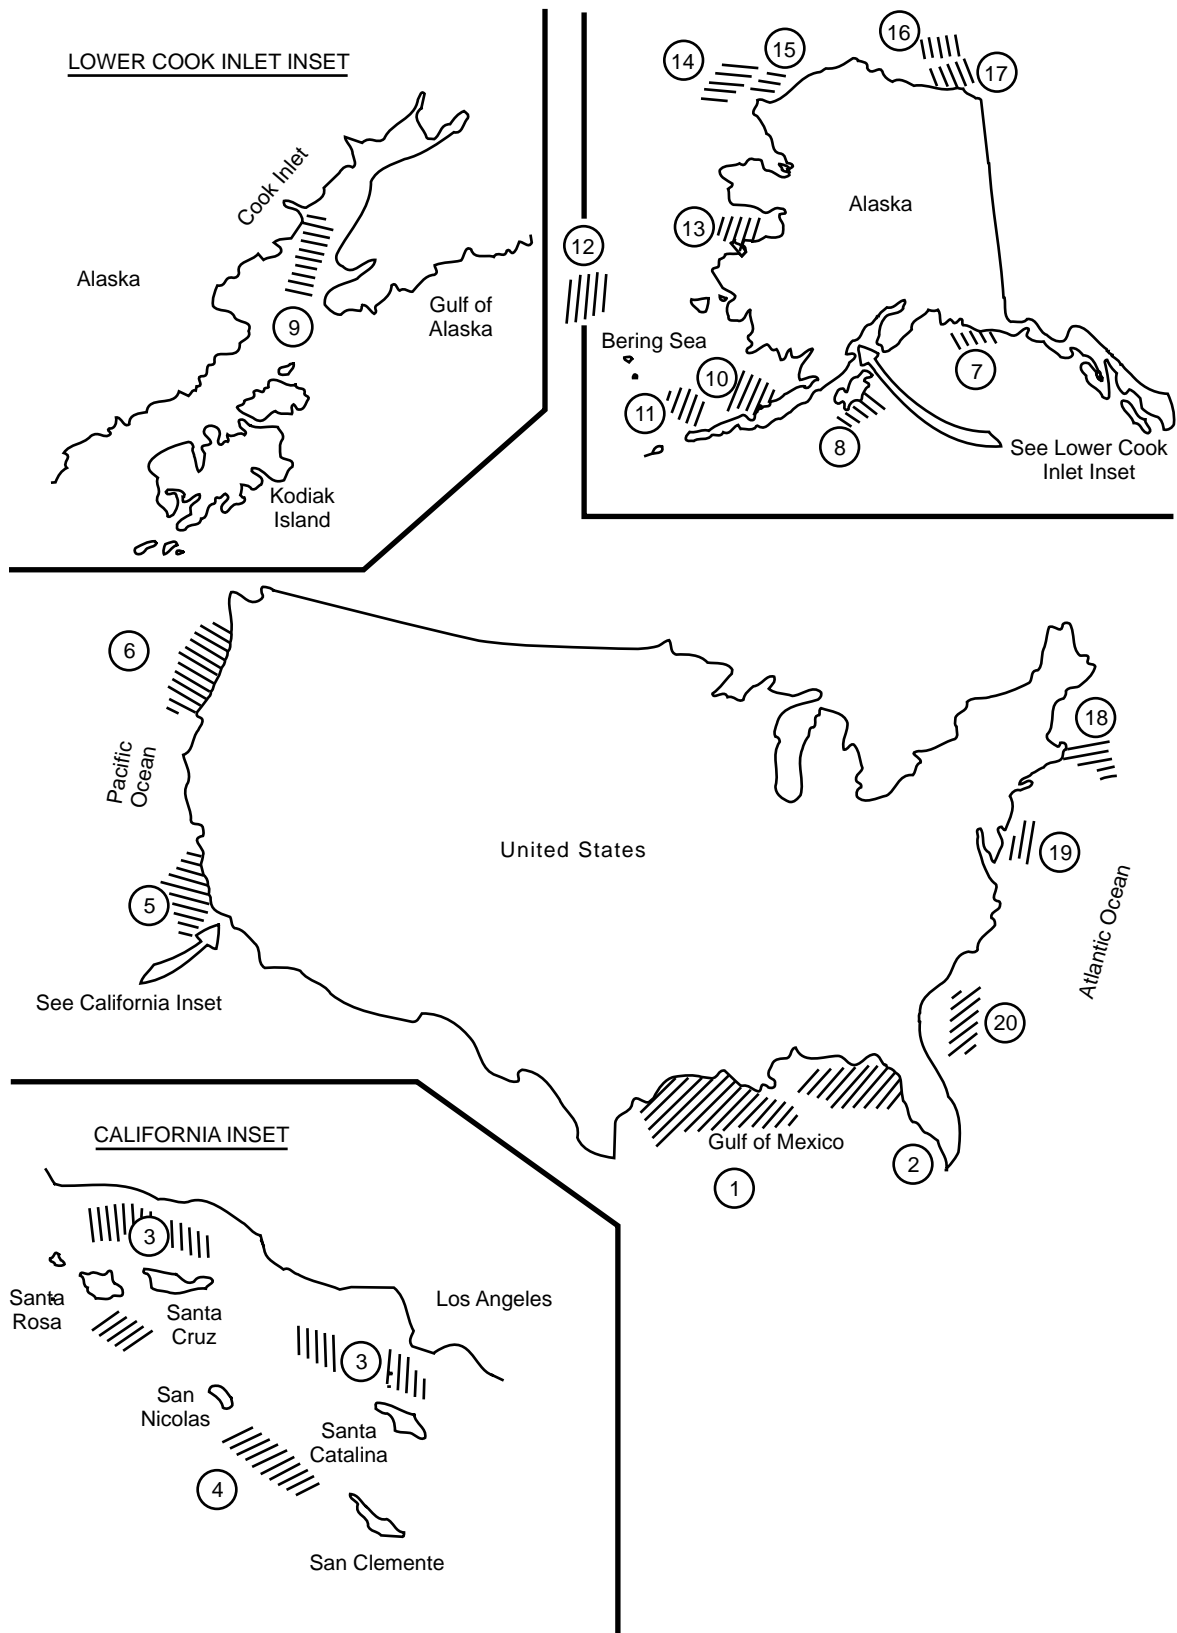 LOWER COOK INLET INSET
Cook Inlet
Alaska
9
Gulf of
Alaska
Kodiak
Island
16
15
14
17
Alaska
13
12
Bering Sea
10
7
11
8
See Lower Cook
Inlet Inset
6
18
Pacific
Ocean
United States
19
5
Atlantic Ocean
See California Inset
20
Gulf of Mexico
2
1
CALIFORNIA INSET
3
Santa
Rosa
Santa
Cruz
Los Angeles
3
San
Nicolas
Santa
Catalina
4
San Clemente